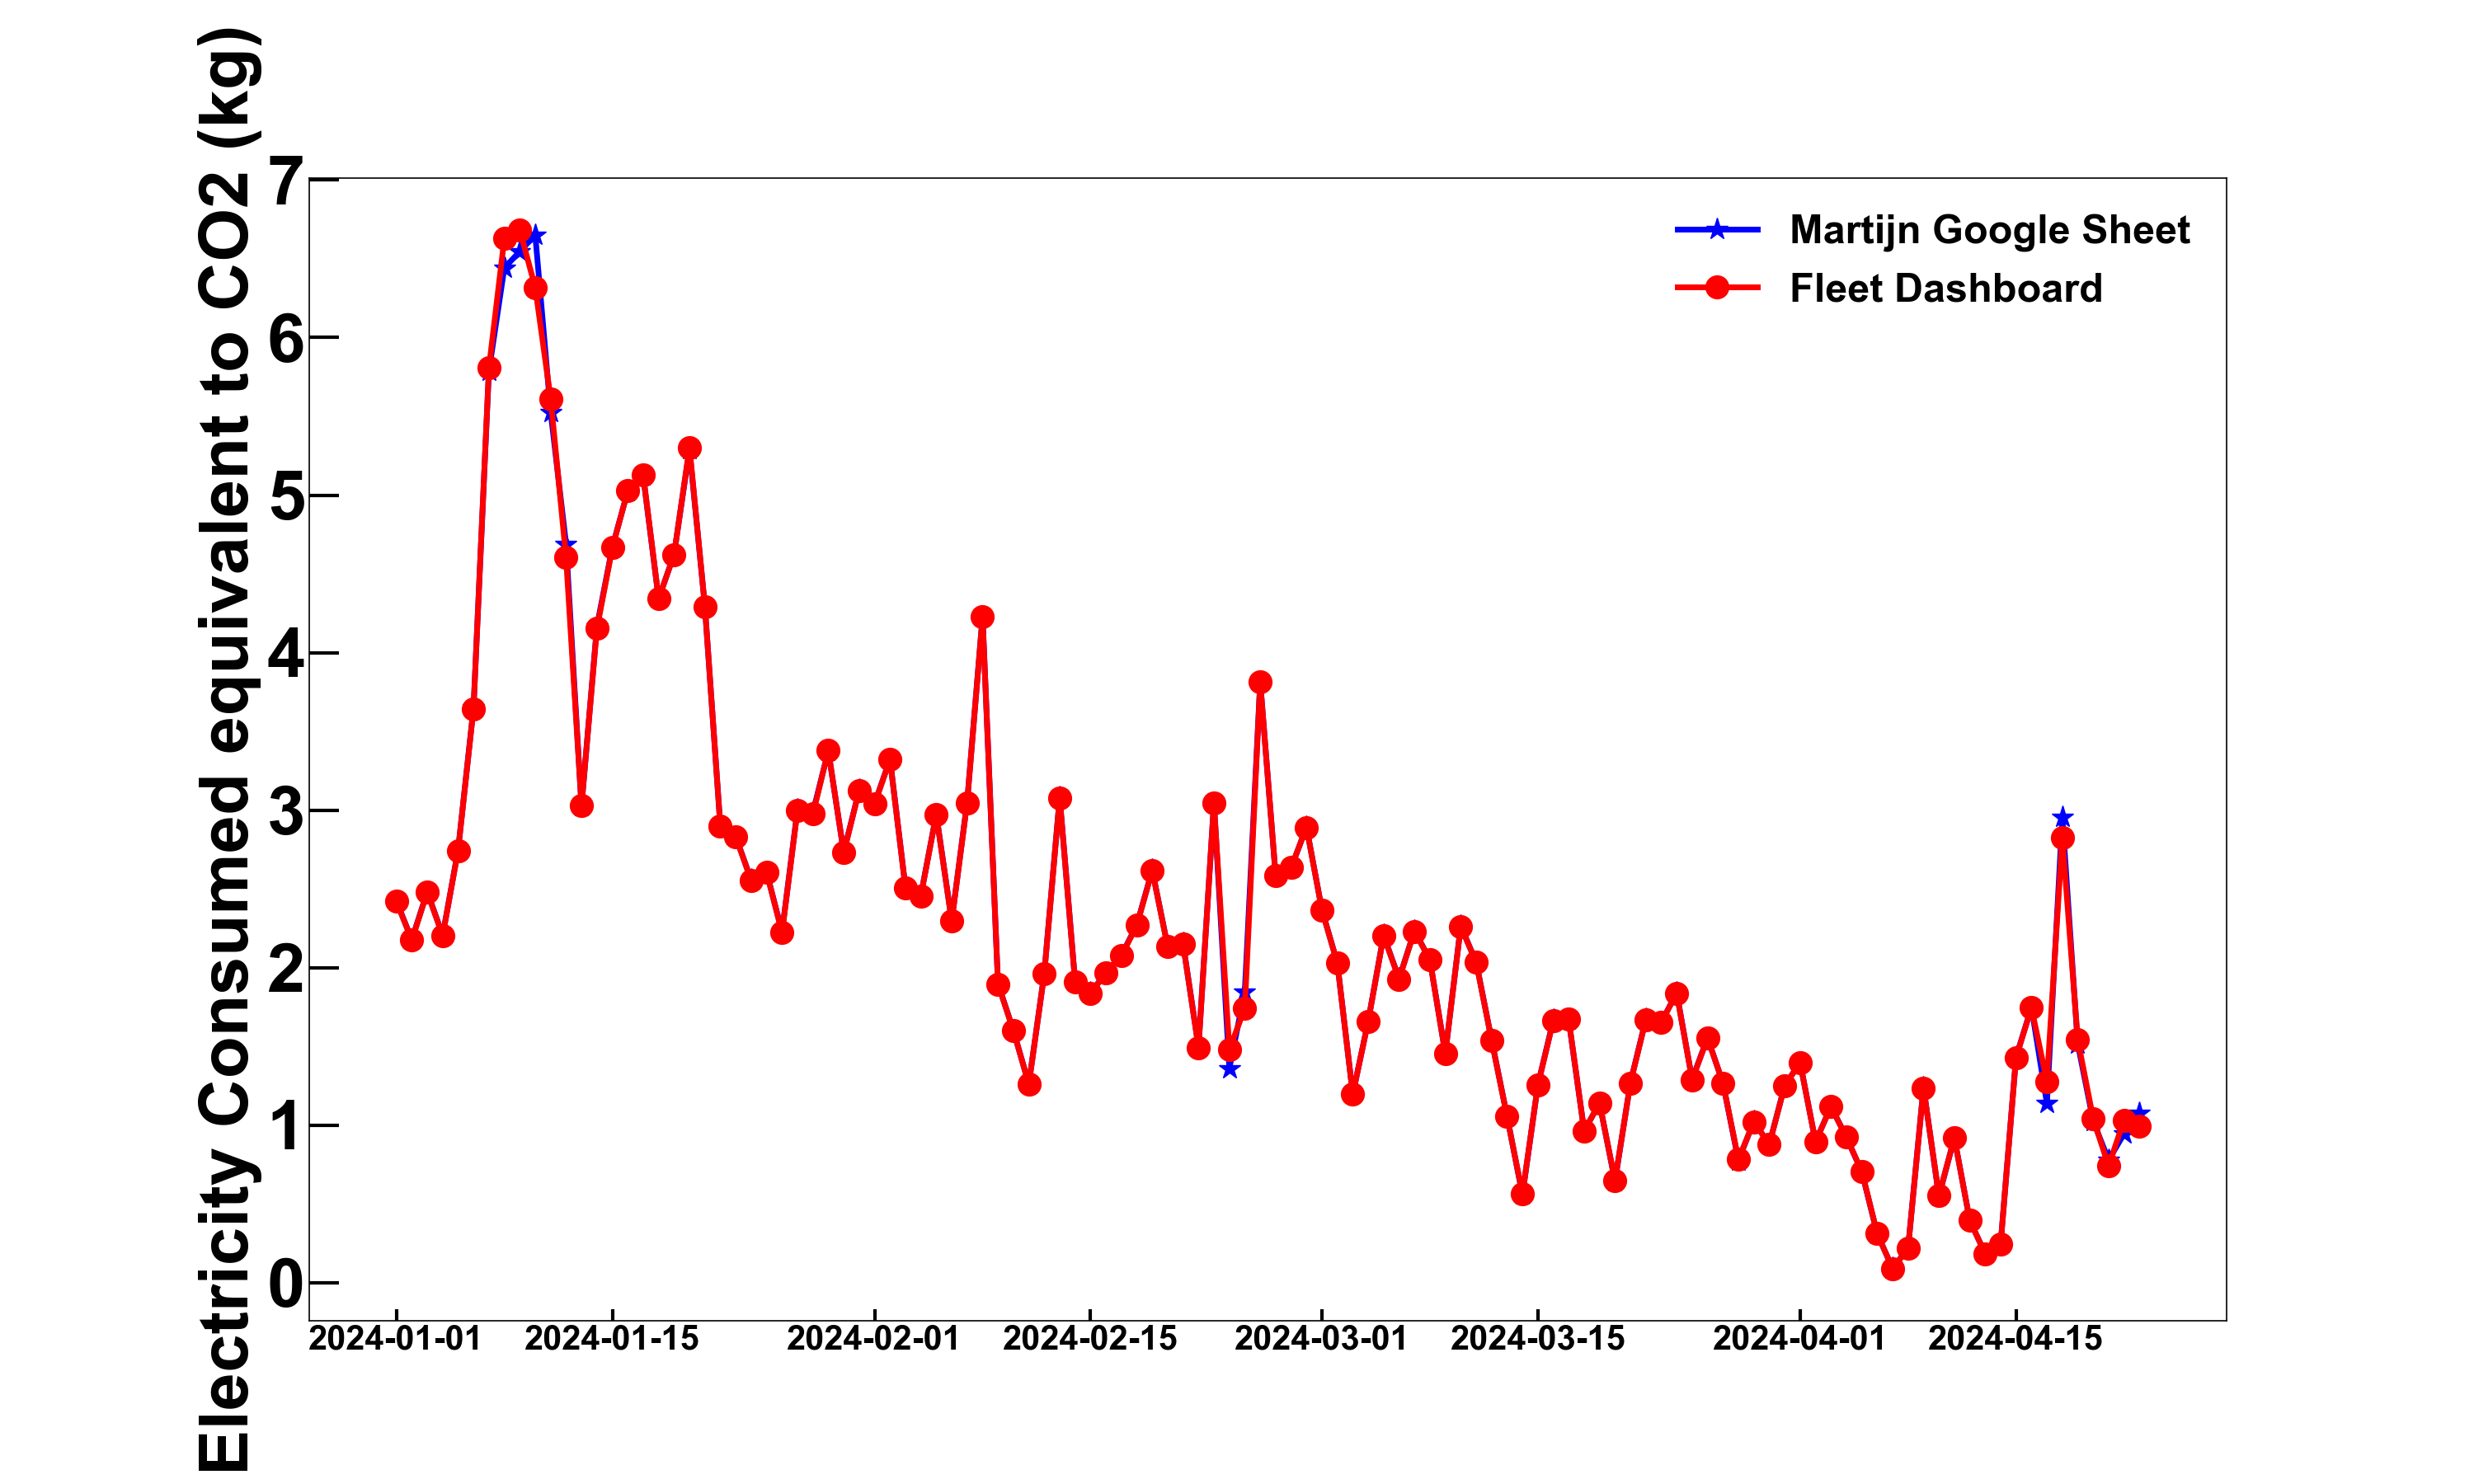 Electricity Consumed equivalent to CO2 (kg)
7
6
5
4
3
2
1
0
Martijn Google Sheet
Fleet Dashboard
2024-01-01 2024-01-15 2024-02-01 2024-02-15 2024-03-01 2024-03-15 2024-04-01 2024-04-15